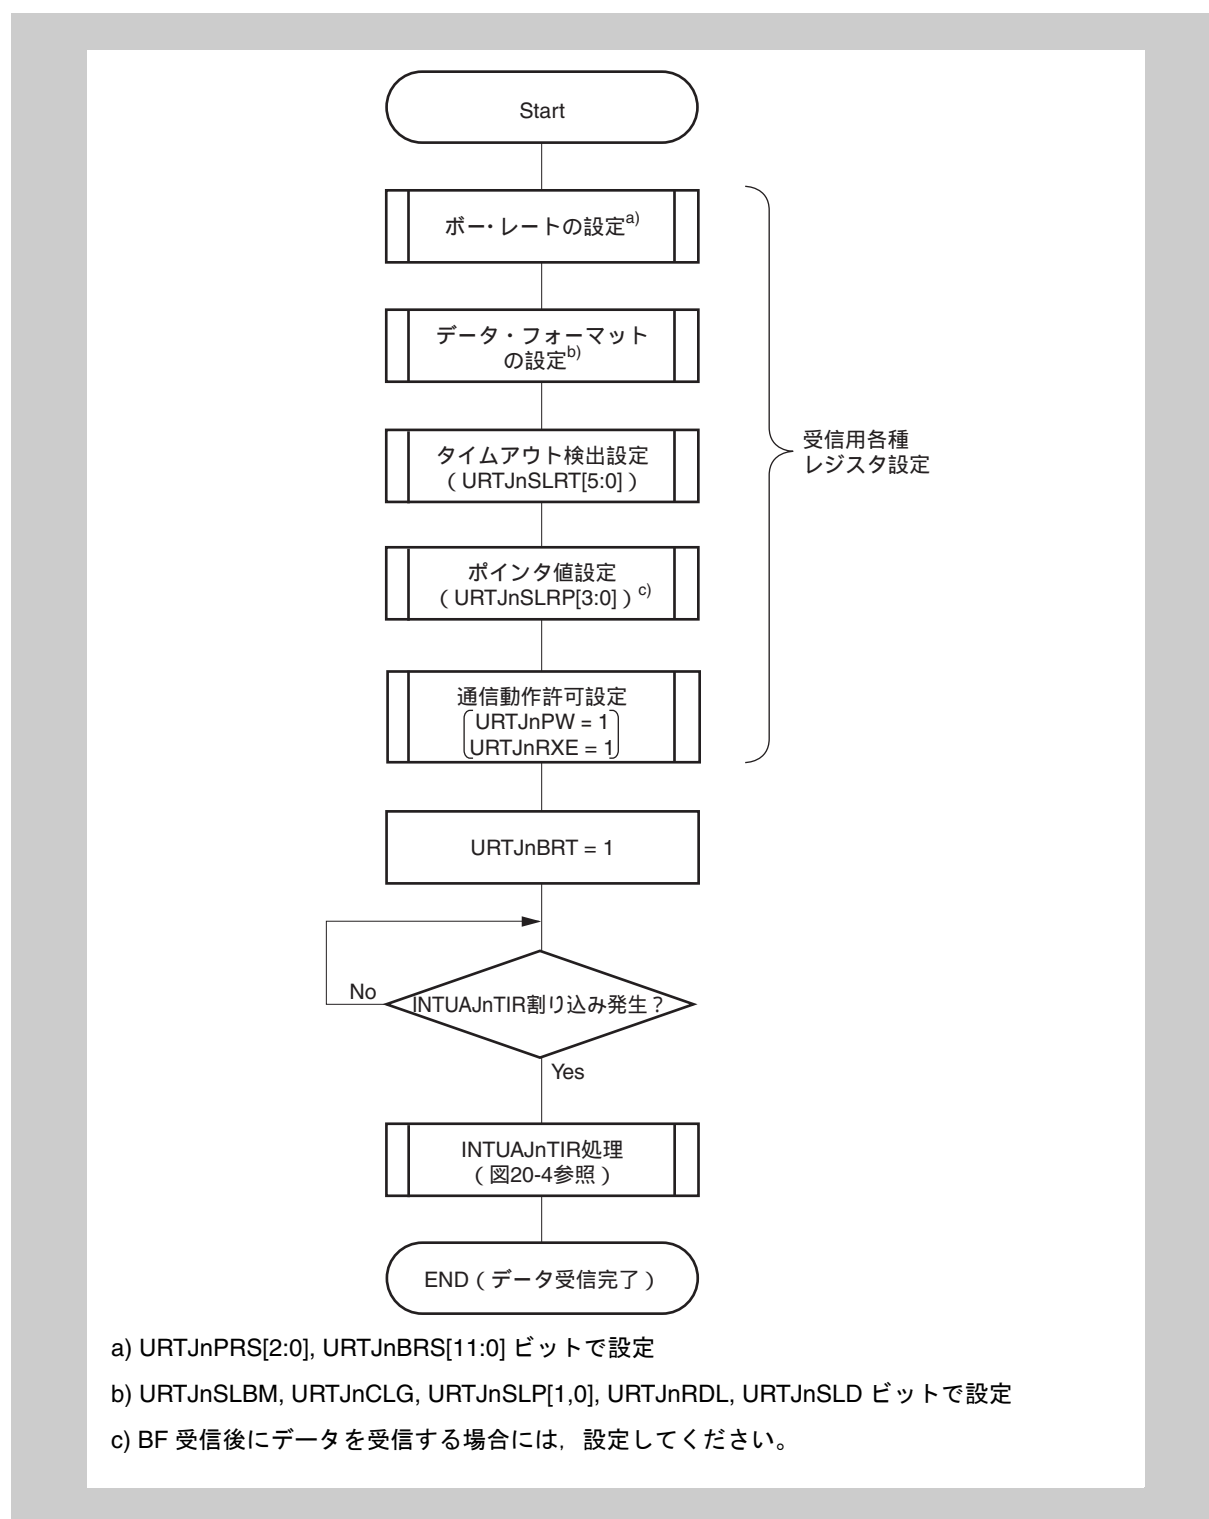 Start
ボー・レートの設定a)
データ・フォーマット
の設定b)
タイムアウト検出設定
( URTJnSLRT[5:0] )
受信用各種
レジスタ設定
ポインタ値設定
( URTJnSLRP[3:0] ) c)
通信動作許可設定
URTJnPW = 1
URTJnRXE = 1
URTJnBRT = 1
No
INTUAJnTIR割り込み発生？
Yes
INTUAJnTIR処理
( 図20-4参照 )
END ( データ受信完了 )
a) URTJnPRS[2:0], URTJnBRS[11:0] ビットで設定
b) URTJnSLBM, URTJnCLG, URTJnSLP[1,0], URTJnRDL, URTJnSLD ビットで設定
c) BF 受信後にデータを受信する場合には，設定してください。